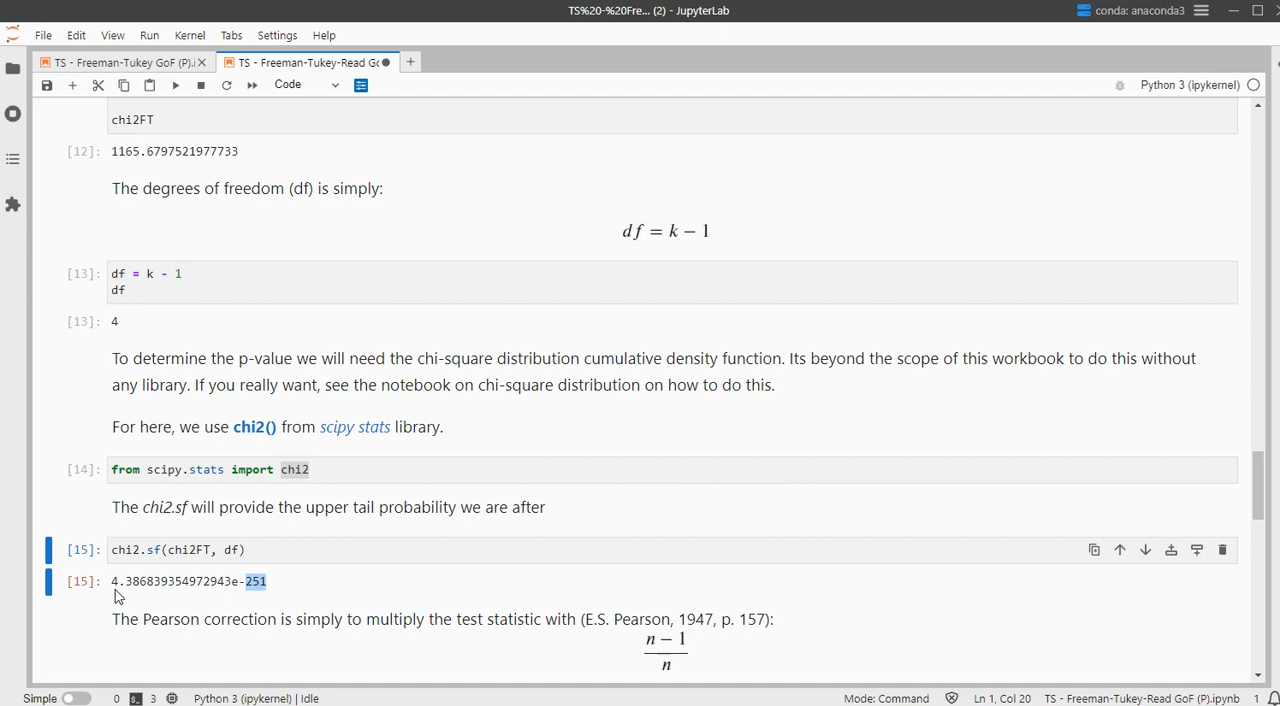 TS%20-%20Fre... (2) - JupyterLab
conda: anaconda3
File Edit View Run Kernel Tabs Settings Help
TS - Freeman-Tukey GoF (P).i
TS - Freeman-Tukey-Read Go
Code
Python 3 (ipykernel)
chi2FT
[12]: 1165.6797521977733
The degrees of freedom (df) is simply:
df = k − 1
[13]: df = k - 1
df
[13]: 4
To determine the p-value we will need the chi-square distribution cumulative density function. Its beyond the scope of this workbook to do this without
any library. If you really want, see the notebook on chi-square distribution on how to do this.
For here, we use chi2() from scipy stats library.
[14]: from scipy.stats import chi2
The chi2.sf will provide the upper tail probability we are after
[15]: chi2.sf(chi2FT, df)
[15]: 4.386839354972943e-251
The Pearson correction is simply to multiply the test statistic with (E.S. Pearson, 1947, p. 157):
n − 1
n
Simple 0 3 Python 3 (ipykernel) | Idle Mode: Command Ln 1, Col 20 TS - Freeman-Tukey-Read GoF (P).ipynb 1